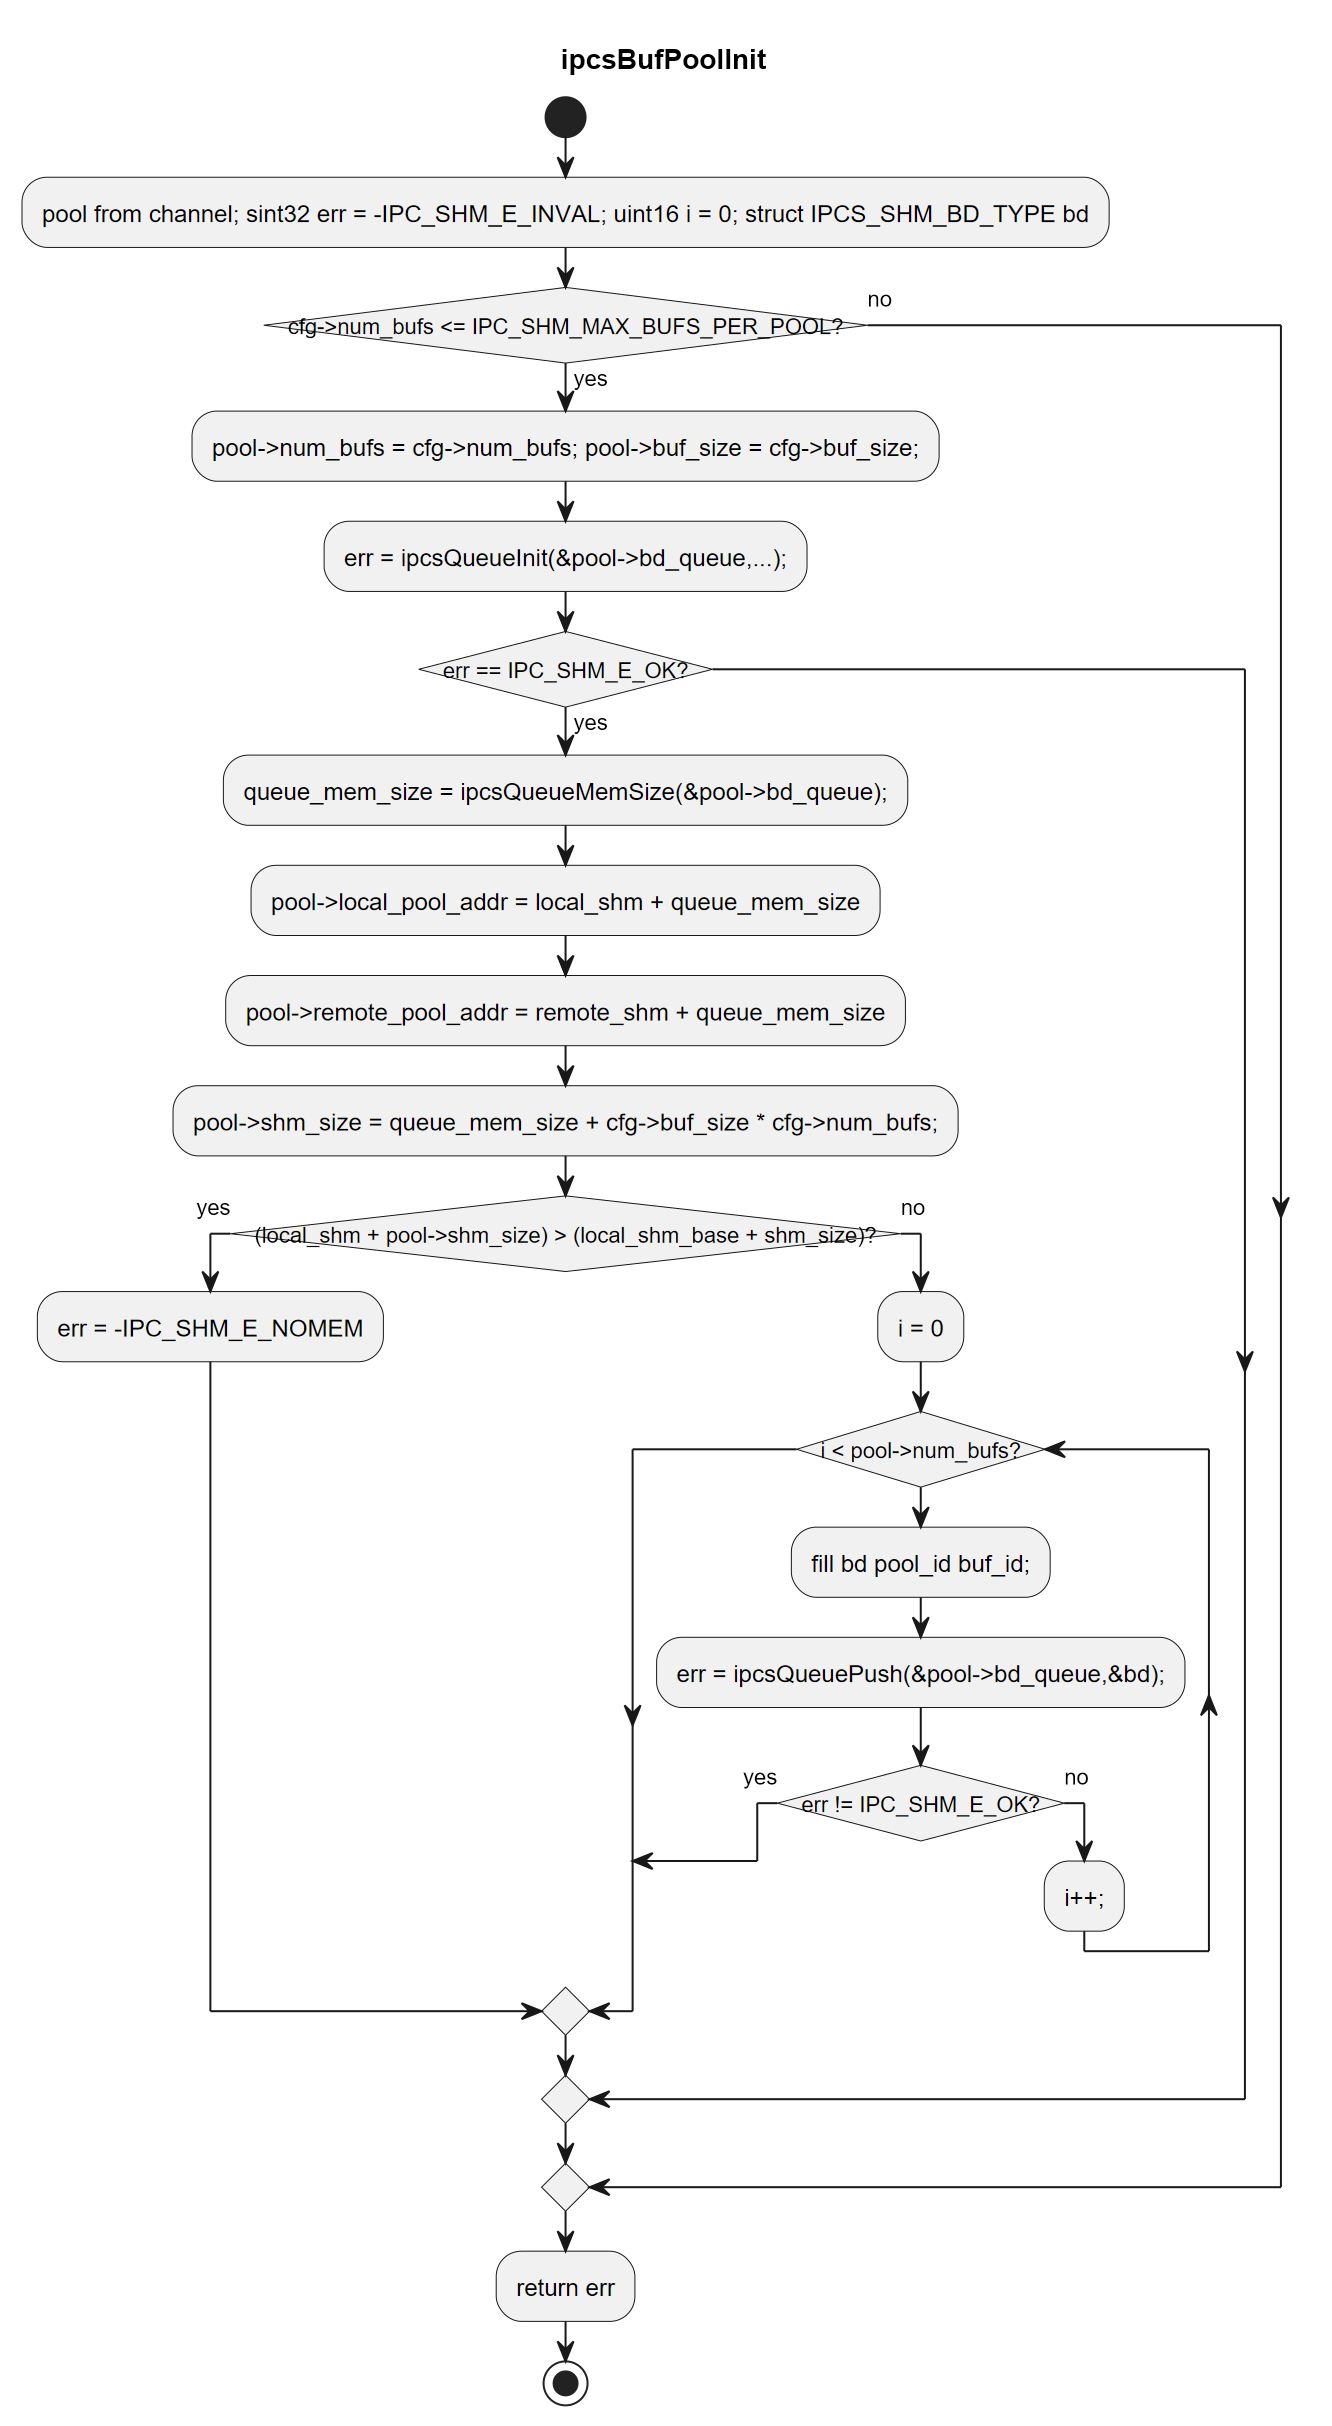 ipcsBufPoolInit
pool from channel; sint32 err = -IPC_SHM_E_INVAL; uint16 i = 0; struct IPCS_SHM_BD_TYPE bd
no
cfg->num_bufs <= IPC_SHM_MAX_BUFS_PER_POOL?
yes
pool->num_bufs = cfg->num_bufs; pool->buf_size = cfg->buf_size;
err = ipcsQueueInit(&pool->bd_queue,...);
err == IPC_SHM_E_OK?
yes
queue_mem_size = ipcsQueueMemSize(&pool->bd_queue);
pool->local_pool_addr = local_shm + queue_mem_size
pool->remote_pool_addr = remote_shm + queue_mem_size
pool->shm_size = queue_mem_size + cfg->buf_size * cfg->num_bufs;
yes
no
(local_shm + pool->shm_size) > (local_shm_base + shm_size)?
err = -IPC_SHM_E_NOMEM
i = 0
i < pool->num_bufs?
fill bd pool_id buf_id;
err = ipcsQueuePush(&pool->bd_queue,&bd);
yes
no
err != IPC_SHM_E_OK?
i++;
return err